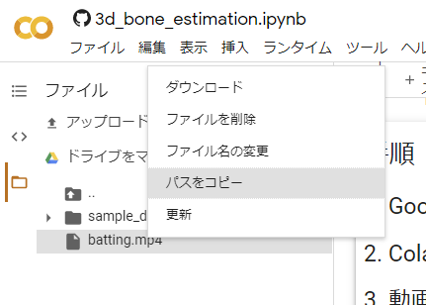 3d_bone_estimation.ipynb
ファイル 編集 表示 挿入 ランタイム ツール ヘル
ファイル
アップロード
ドライブをマ
..
sample_d
batting.mp4
ダウンロード
ファイルを削除
ファイル名の変更
パスをコピー
更新
順
Goo
2. Cola
3. 動画